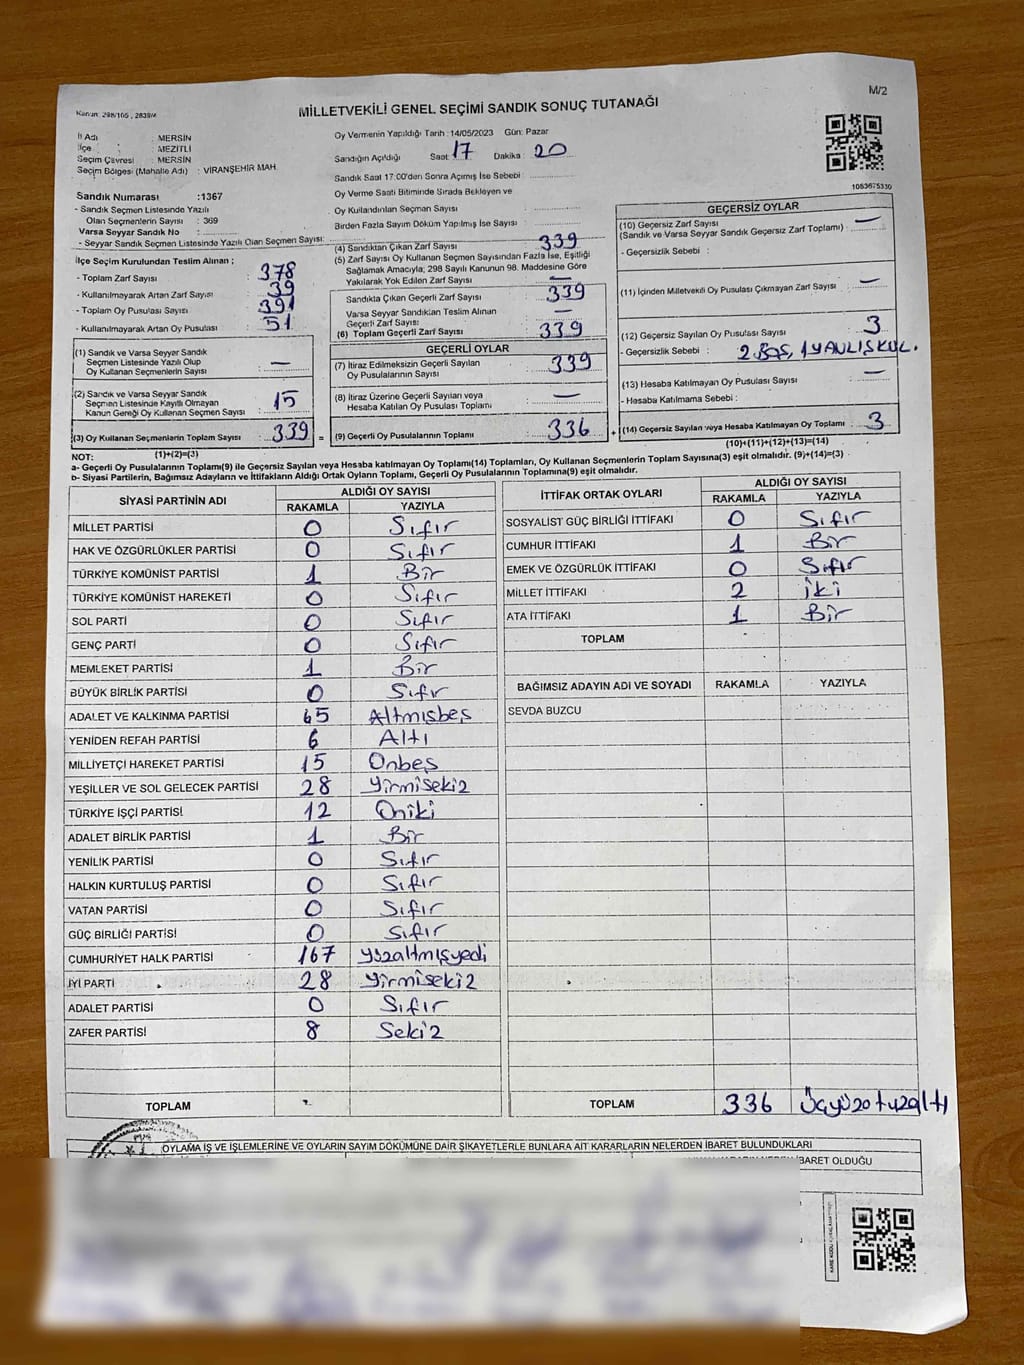 M/2
Kanun: 298/105, 2839/4
MİLLETVEKİLİ GENEL SEÇİMİ SANDIK SONUÇ TUTANAĞI
İl Adı : MERSİN
İlçe : MEZİTLİ
Seçim Çevresi : MERSİN
Seçim Bölgesi (Mahalle Adı) : VİRANŞEHİR MAH.
Sandık Numarası :1367
- Sandık Seçmen Listesinde Yazılı
Olan Seçmenlerin Sayısı : 369
Varsa Seyyar Sandık No :
- Seyyar Sandık Seçmen Listesinde Yazılı Olan Seçmen Sayısı:
Oy Vermenin Yapıldığı Tarih :14/05/2023 Gün: Pazar
Sandığın Açıldığı Saat: 17 Dakika : 20
Sandık Saat 17:00'den Sonra Açılmış İse Sebebi :
Oy Verme Saati Bitiminde Sırada Bekleyen ve
Oy Kullandırılan Seçmen Sayısı :
Birden Fazla Sayım Döküm Yapılmış İse Sayısı :
1053675330
İlçe Seçim Kurulundan Teslim Alınan ;
- Toplam Zarf Sayısı : 378
- Kullanılmayarak Artan Zarf Sayısı : 39
- Toplam Oy Pusulası Sayısı : 391
- Kullanılmayarak Artan Oy Pusulası : 51
(1) Sandık ve Varsa Seyyar Sandık
Seçmen Listesinde Yazılı Olup
Oy Kullanan Seçmenlerin Sayısı : —
(2) Sandık ve Varsa Seyyar Sandık
Seçmen Listesinde Kayıtlı Olmayan
Kanun Gereği Oy Kullanan Seçmen Sayısı : 15
(3) Oy Kullanan Seçmenlerin Toplam Sayısı : 339 =
(1)+(2)=(3)
(4) Sandıktan Çıkan Zarf Sayısı : 339
(5) Zarf Sayısı Oy Kullanan Seçmen Sayısından Fazla İse, Eşitliği
Sağlamak Amacıyla; 298 Sayılı Kanunun 98. Maddesine Göre
Yakılarak Yok Edilen Zarf Sayısı : —
Sandıkta Çıkan Geçerli Zarf Sayısı : 339
Varsa Seyyar Sandıktan Teslim Alınan
Geçerli Zarf Sayısı : —
(6) Toplam Geçerli Zarf Sayısı : 339
GEÇERLİ OYLAR
(7) İtiraz Edilmeksizin Geçerli Sayılan
Oy Pusulalarının Sayısı : 339
(8) İtiraz Üzerine Geçerli Sayılan veya
Hesaba Katılan Oy Pusulası Toplamı : —
(9) Geçerli Oy Pusulalarının Toplamı : 336 +
GEÇERSİZ OYLAR
(10) Geçersiz Zarf Sayısı : —
(Sandık ve Varsa Seyyar Sandık Geçersiz Zarf Toplamı)
- Geçersizlik Sebebi :
(11) İçinden Milletvekili Oy Pusulası Çıkmayan Zarf Sayısı : —
(12) Geçersiz Sayılan Oy Pusulası Sayısı : 3
- Geçersizlik Sebebi : 2 BOŞ, 1 YANLIŞ KUL.
(13) Hesaba Katılmayan Oy Pusulası Sayısı : —
- Hesaba Katılmama Sebebi :
(14) Geçersiz Sayılan veya Hesaba Katılmayan Oy Toplamı : 3
(10)+(11)+(12)+(13)=(14)
NOT:
a- Geçerli Oy Pusulalarının Toplamı(9) ile Geçersiz Sayılan veya Hesaba katılmayan Oy Toplamı(14) Toplamları, Oy Kullanan Seçmenlerin Toplam Sayısına(3) eşit olmalıdır. (9)+(14)=(3)
b- Siyasi Partilerin, Bağımsız Adayların ve İttifakların Aldığı Ortak Oyların Toplamı, Geçerli Oy Pusulalarının Toplamına(9) eşit olmalıdır.
SİYASİ PARTİNİN ADI ALDIĞI OY SAYISI
RAKAMLA YAZIYLA
MİLLET PARTİSİ 0 Sıfır
HAK VE ÖZGÜRLÜKLER PARTİSİ 0 Sıfır
TÜRKİYE KOMÜNİST PARTİSİ 1 Bir
TÜRKİYE KOMÜNİST HAREKETİ 0 Sıfır
SOL PARTİ 0 Sıfır
GENÇ PARTİ 0 Sıfır
MEMLEKET PARTİSİ 1 Bir
BÜYÜK BİRLİK PARTİSİ 0 Sıfır
ADALET VE KALKINMA PARTİSİ 65 Altmışbeş
YENİDEN REFAH PARTİSİ 6 Altı
MİLLİYETÇİ HAREKET PARTİSİ 15 Onbeş
YEŞİLLER VE SOL GELECEK PARTİSİ 28 Yirmisekiz
TÜRKİYE İŞÇİ PARTİSİ 12 Oniki
ADALET BİRLİK PARTİSİ 1 Bir
YENİLİK PARTİSİ 0 Sıfır
HALKIN KURTULUŞ PARTİSİ 0 Sıfır
VATAN PARTİSİ 0 Sıfır
GÜÇ BİRLİĞİ PARTİSİ 0 Sıfır
CUMHURİYET HALK PARTİSİ 167 Yüzaltmışyedi
İYİ PARTİ 28 Yirmisekiz
ADALET PARTİSİ 0 Sıfır
ZAFER PARTİSİ 8 Sekiz
TOPLAM
İTTİFAK ORTAK OYLARI ALDIĞI OY SAYISI
RAKAMLA YAZIYLA
SOSYALİST GÜÇ BİRLİĞİ İTTİFAKI 0 Sıfır
CUMHUR İTTİFAKI 1 Bir
EMEK VE ÖZGÜRLÜK İTTİFAKI 0 Sıfır
MİLLET İTTİFAKI 2 İki
ATA İTTİFAKI 1 Bir
TOPLAM
BAĞIMSIZ ADAYIN ADI VE SOYADI RAKAMLA YAZIYLA
SEVDA BUZCU
TOPLAM 336 Üçyüzotuzaltı
OYLAMA İŞ VE İŞLEMLERİNE VE OYLARIN SAYIM DÖKÜMÜNE DAİR ŞİKAYETLERLE BUNLARA AİT KARARLARIN NELERDEN İBARET BULUNDUKLARI
İBARET OLDUĞU